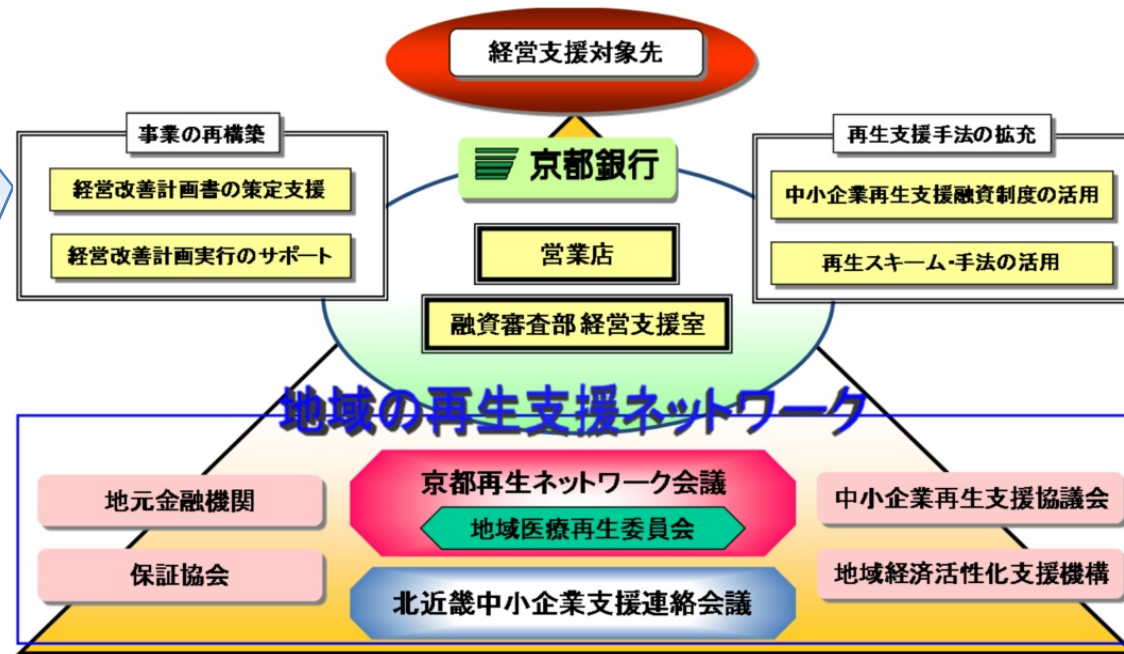 経営支援対象先
事業の再構築
経営改善計画書の策定支援
経営改善計画実行のサポート
京都銀行
営業店
融資審査部 経営支援室
再生支援手法の拡充
中小企業再生支援融資制度の活用
再生スキーム・手法の活用
地域の再生支援ネットワーク
地元金融機関
保証協会
京都再生ネットワーク会議
地域医療再生委員会
北近畿中小企業支援連絡会議
中小企業再生支援協議会
地域経済活性化支援機構